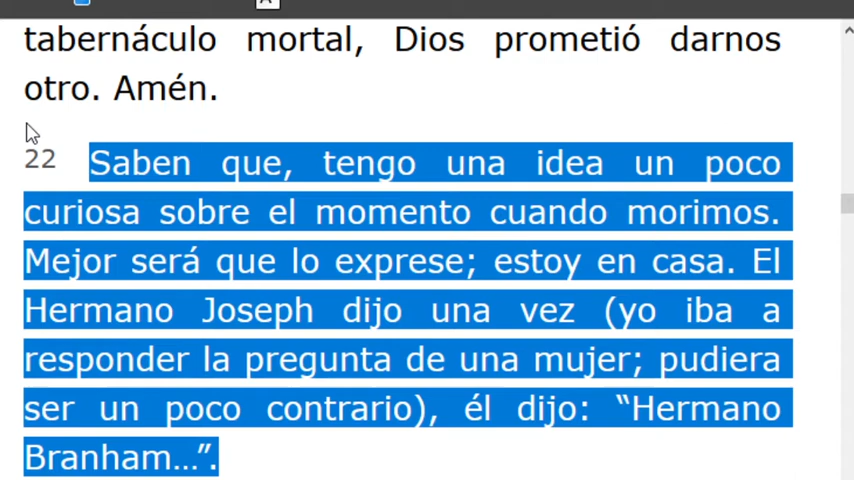 tabernáculo mortal, Dios prometió darnos
otro. Amén.
22 Saben que, tengo una idea un poco
curiosa sobre el momento cuando morimos.
Mejor será que lo exprese; estoy en casa. El
Hermano Joseph dijo una vez (yo iba a
responder la pregunta de una mujer; pudiera
ser un poco contrario), él dijo: “Hermano
Branham…”.